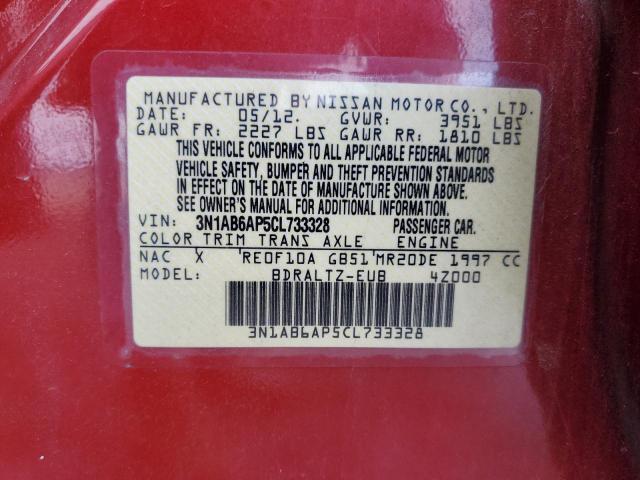 MANUFACTURED BY NISSAN MOTOR CO., LTD.
DATE: 05/12. GVWR: 3951 LBS
GAWR FR: 2227 LBS GAWR RR: 1810 LBS
THIS VEHICLE CONFORMS TO ALL APPLICABLE FEDERAL MOTOR
VEHICLE SAFETY, BUMPER AND THEFT PREVENTION STANDARDS
IN EFFECT ON THE DATE OF MANUFACTURE SHOWN ABOVE.
SEE OWNER'S MANUAL FOR ADDITIONAL INFORMATION.
VIN: 3N1AB6AP5CL733328 PASSENGER CAR.
COLOR TRIM TRANS AXLE ENGINE
NAC X 'RE0F10A GB51'MR20DE 1997 CC
MODEL: BDRALTZ-EUB 4Z000
3N1AB6AP5CL733328